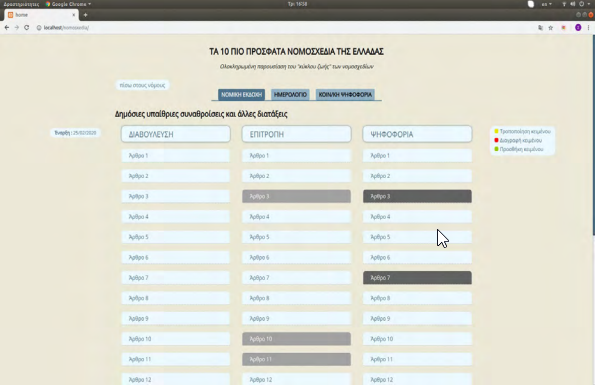 Δραστηριότητες Google Chrome Τρι 16:58 en
home
localhost/nomosxedia/
ΤΑ 10 ΠΙΟ ΠΡΟΣΦΑΤΑ ΝΟΜΟΣΧΕΔΙΑ ΤΗΣ ΕΛΛΑΔΑΣ
Ολοκληρωμένη παρουσίαση του "κύκλου ζωής" των νομοσχεδίων
πίσω στους νόμους
ΝΟΜΙΚΗ ΕΚΔΟΧΗ ΗΜΕΡΟΛΟΓΙΟ ΚΟΙΝ/ΚΗ ΨΗΦΟΦΟΡΙΑ
Δημόσιες υπαίθριες συναθροίσεις και άλλες διατάξεις
Έναρξη : 25/02/2020 ΔΙΑΒΟΥΛΕΥΣΗ ΕΠΙΤΡΟΠΗ ΨΗΦΟΦΟΡΙΑ
Τροποποίηση κειμένου
Διαγραφή κειμένου
Προσθήκη κειμένου
Άρθρο 1 Άρθρο 1 Άρθρο 1
Άρθρο 2 Άρθρο 2 Άρθρο 2
Άρθρο 3 Άρθρο 3 Άρθρο 3
Άρθρο 4 Άρθρο 4 Άρθρο 4
Άρθρο 5 Άρθρο 5 Άρθρο 5
Άρθρο 6 Άρθρο 6 Άρθρο 6
Άρθρο 7 Άρθρο 7 Άρθρο 7
Άρθρο 8 Άρθρο 8 Άρθρο 8
Άρθρο 9 Άρθρο 9 Άρθρο 9
Άρθρο 10 Άρθρο 10 Άρθρο 10
Άρθρο 11 Άρθρο 11 Άρθρο 11
Άρθρο 12 Άρθρο 12 Άρθρο 12